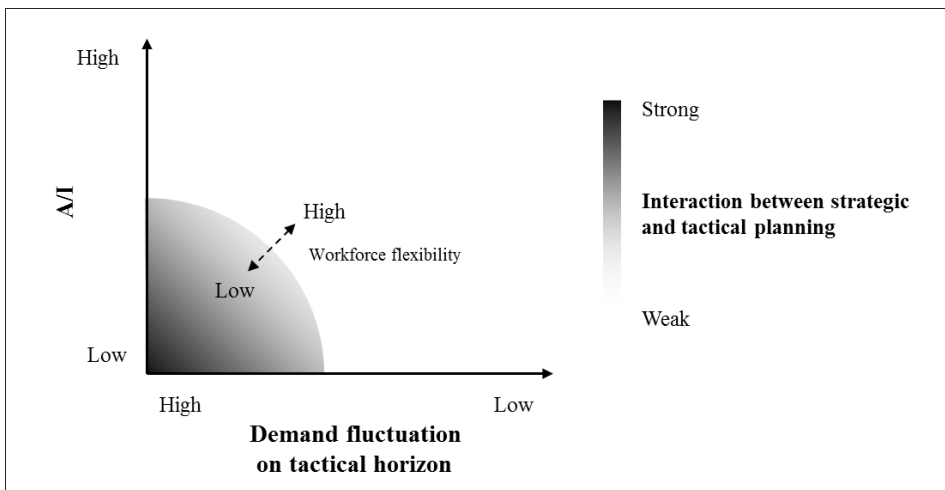 High
A/I
Low
High
Workforce flexibility
Low
High
Low
Demand fluctuation
on tactical horizon
Strong
Interaction between strategic
and tactical planning
Weak